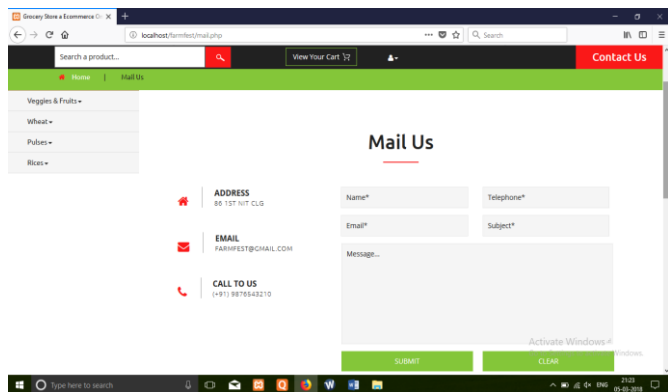 Grocery Store a Ecommerce O
localhost/farmfest/mail.php
Search
Search a product...
View Your Cart
Contact Us
Home | Mail Us
Veggies & Fruits
Wheat
Pulses
Rices
Mail Us
ADDRESS
86 1ST NIT CLG
EMAIL
FARMFEST@GMAIL.COM
CALL TO US
(+91) 9876543210
Name*
Telephone*
Email*
Subject*
Message...
Activate Windows
SUBMIT
CLEAR
Type here to search
ENG
21:23
05-03-2018